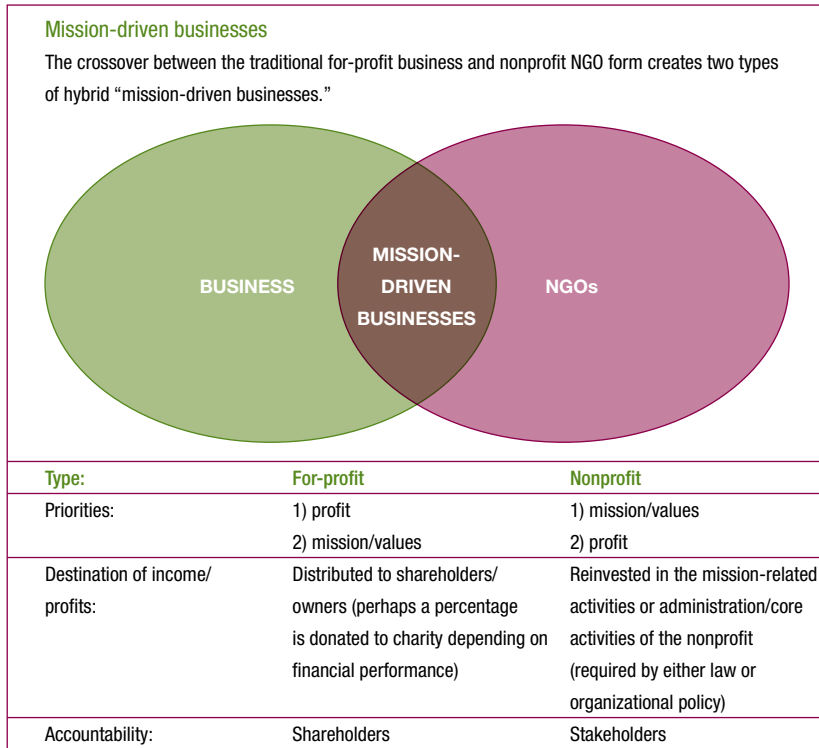 Mission-driven businesses
The crossover between the traditional for-profit business and nonprofit NGO form creates two types
of hybrid “mission-driven businesses.”
BUSINESS
MISSION-
DRIVEN
BUSINESSES
NGOs
Type: For-profit Nonprofit
Priorities: 1) profit 1) mission/values
2) mission/values 2) profit
Destination of income/ Distributed to shareholders/ Reinvested in the mission-related
profits: owners (perhaps a percentage activities or administration/core
is donated to charity depending on activities of the nonprofit
financial performance) (required by either law or
organizational policy)
Accountability: Shareholders Stakeholders